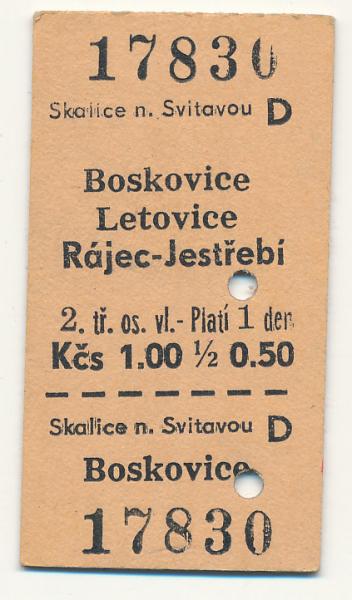 17830
Skalice n. Svitavou D
Boskovice
Letovice
Rájec-Jestřebí
2. tř. os. vl.- Platí 1 den
Kčs 1.00 ½ 0.50
Skalice n. Svitavou D
Boskovice
17830